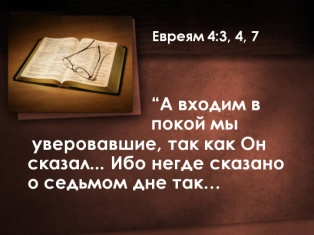 Евреям 4:3, 4, 7
“А входим в
покой мы
уверовавшие, так как Он
сказал... Ибо негде сказано
о седьмом дне так…